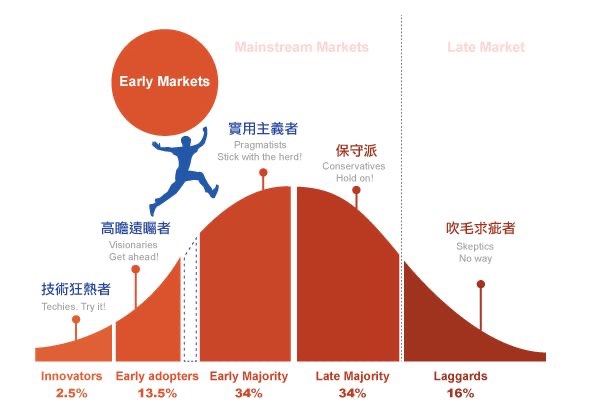 Mainstream Markets
Late Market
Early Markets
實用主義者
Pragmatists
Stick with the herd!
保守派
Conservatives
Hold on!
高瞻遠矚者
Visionaries
Get ahead!
吹毛求疵者
Skeptics
No way
技術狂熱者
Techies. Try it!
Innovators
2.5%
Early adopters
13.5%
Early Majority
34%
Late Majority
34%
Laggards
16%